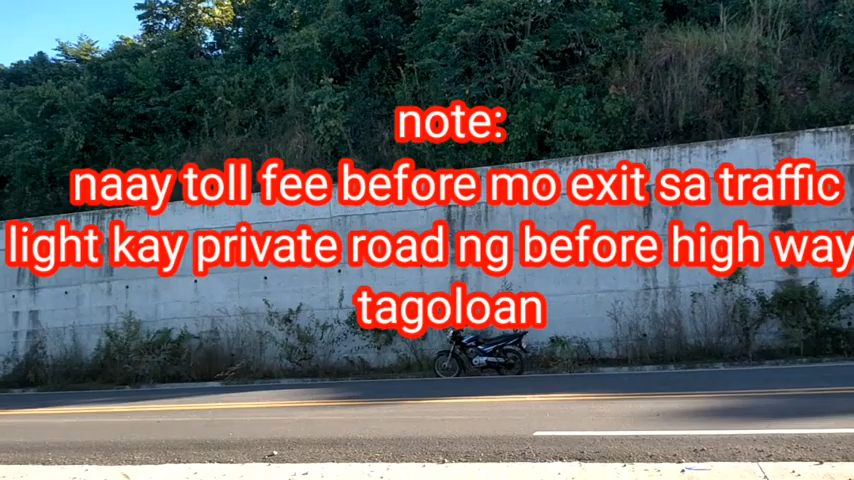 note:
naay toll fee before mo exit sa traffic
light kay private road ng before high way
tagoloan